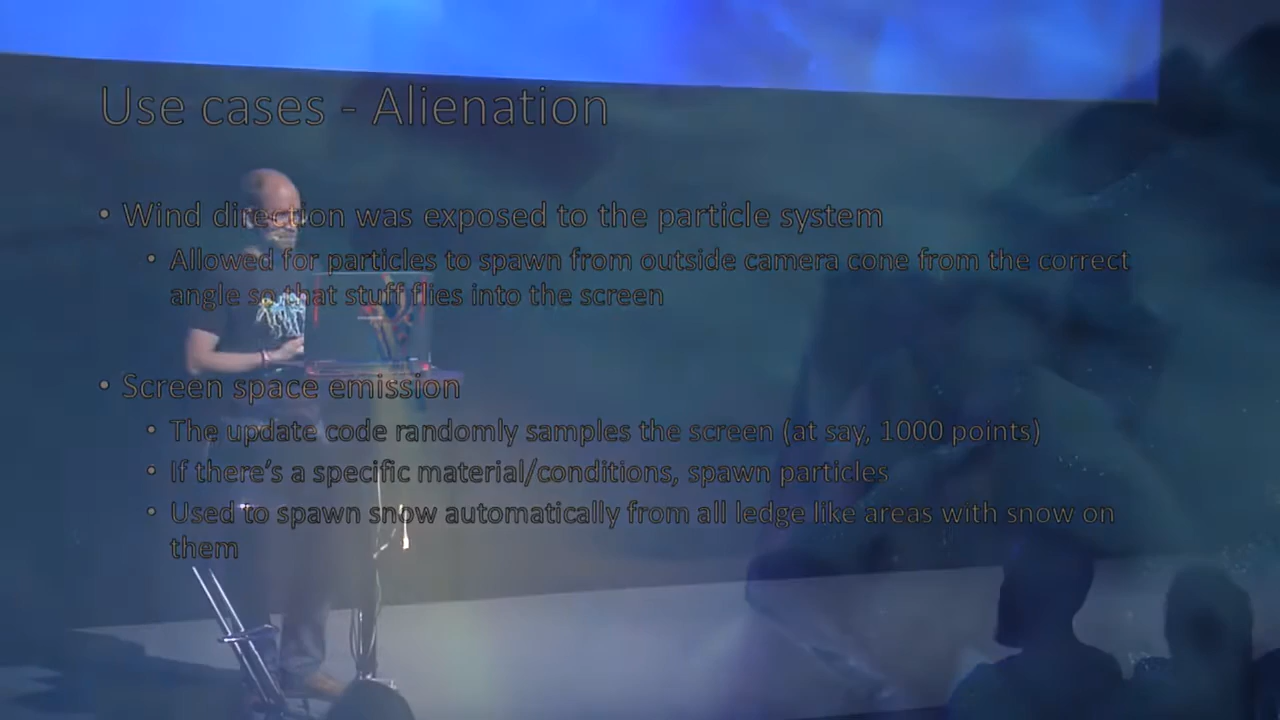 Use cases - Alienation
• Wind direction was exposed to the particle system
• Allowed for particles to spawn from outside camera cone from the correct
angle so that stuff flies into the screen
• Screen space emission
• The update code randomly samples the screen (at say, 1000 points)
• If there's a specific material/conditions, spawn particles
• Used to spawn snow automatically from all ledge like areas with snow on
them